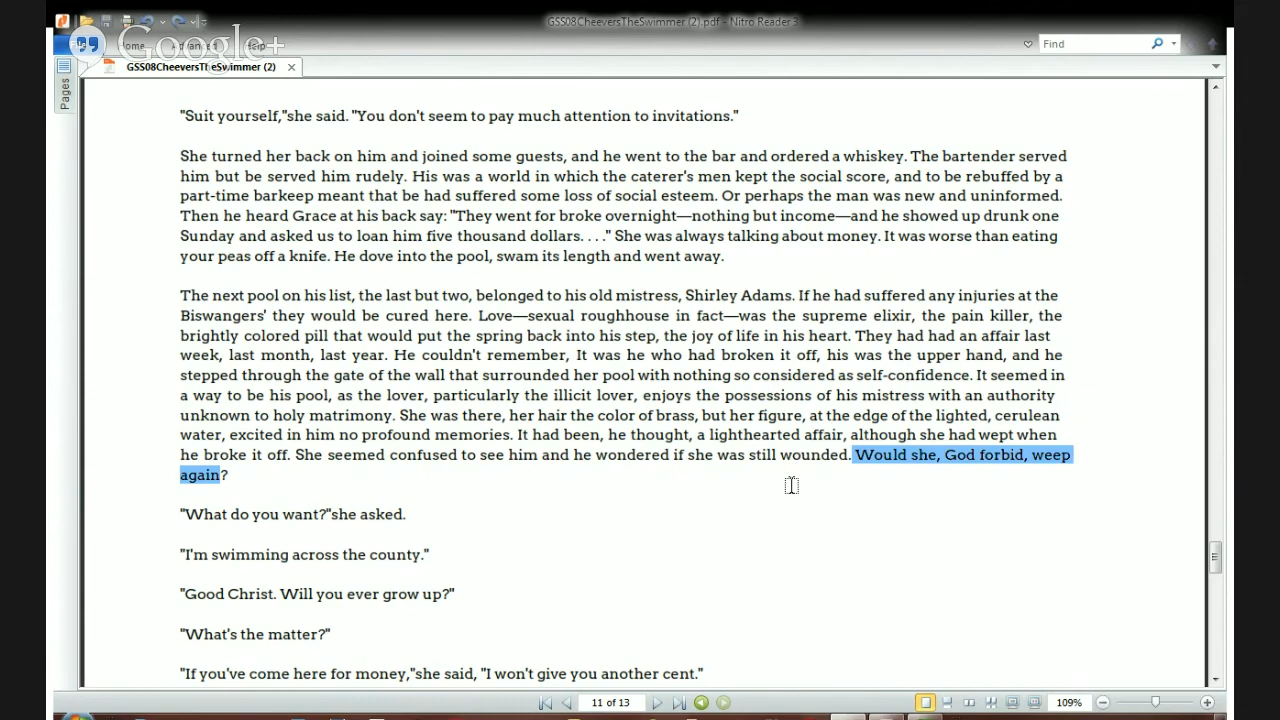 GSS08CheeversTheSwimmer (2).pdf - Nitro Reader 3
Google+
Home Advanced Help
Find
GSS08CheeversTheSwimmer (2)
Pages
"Suit yourself,"she said. "You don't seem to pay much attention to invitations."
She turned her back on him and joined some guests, and he went to the bar and ordered a whiskey. The bartender served
him but be served him rudely. His was a world in which the caterer's men kept the social score, and to be rebuffed by a
part-time barkeep meant that be had suffered some loss of social esteem. Or perhaps the man was new and uninformed.
Then he heard Grace at his back say: "They went for broke overnight—nothing but income—and he showed up drunk one
Sunday and asked us to loan him five thousand dollars. . . ." She was always talking about money. It was worse than eating
your peas off a knife. He dove into the pool, swam its length and went away.
The next pool on his list, the last but two, belonged to his old mistress, Shirley Adams. If he had suffered any injuries at the
Biswangers' they would be cured here. Love—sexual roughhouse in fact—was the supreme elixir, the pain killer, the
brightly colored pill that would put the spring back into his step, the joy of life in his heart. They had had an affair last
week, last month, last year. He couldn't remember, It was he who had broken it off, his was the upper hand, and he
stepped through the gate of the wall that surrounded her pool with nothing so considered as self-confidence. It seemed in
a way to be his pool, as the lover, particularly the illicit lover, enjoys the possessions of his mistress with an authority
unknown to holy matrimony. She was there, her hair the color of brass, but her figure, at the edge of the lighted, cerulean
water, excited in him no profound memories. It had been, he thought, a lighthearted affair, although she had wept when
he broke it off. She seemed confused to see him and he wondered if she was still wounded. Would she, God forbid, weep
again?
"What do you want?"she asked.
"I'm swimming across the county."
"Good Christ. Will you ever grow up?"
"What's the matter?"
"If you've come here for money,"she said, "I won't give you another cent."
11 of 13
109%